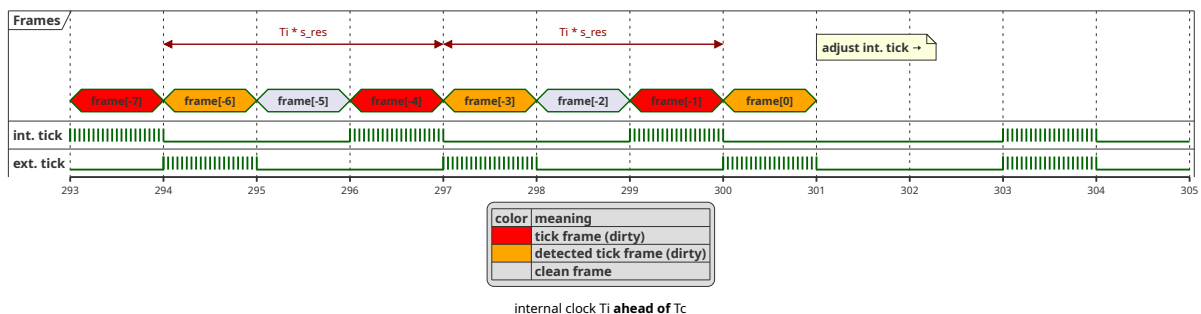 Frames
Ti * s_res
Ti * s_res
adjust int. tick →
frame[-7]
frame[-6]
frame[-5]
frame[-4]
frame[-3]
frame[-2]
frame[-1]
frame[0]
int. tick
ext. tick
293 294 295 296 297 298 299 300 301 302 303 304 305
color meaning
tick frame (dirty)
detected tick frame (dirty)
clean frame
internal clock Ti ahead of Tc